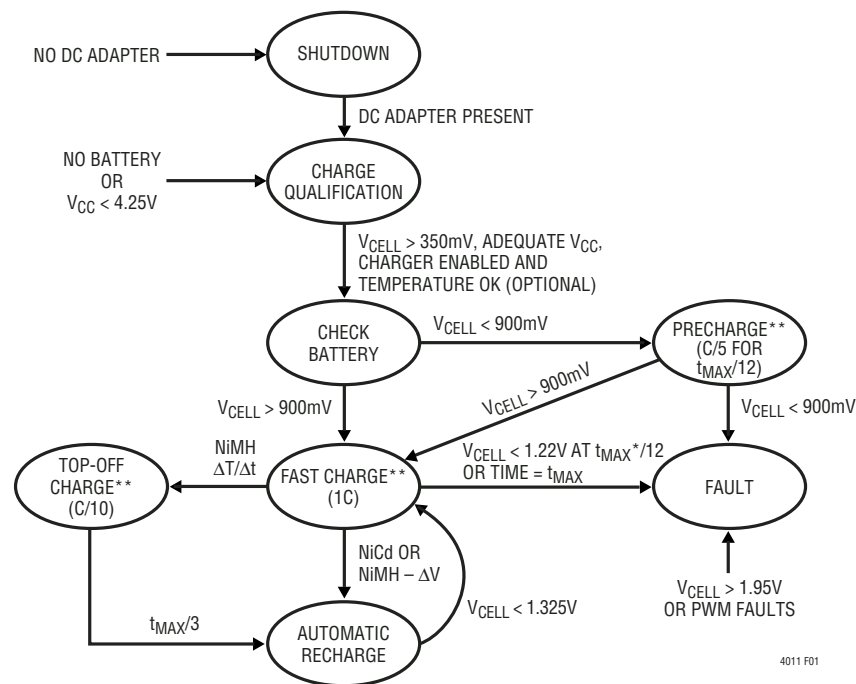 NO DC ADAPTER
SHUTDOWN
DC ADAPTER PRESENT
NO BATTERY
OR
VCC < 4.25V
CHARGE
QUALIFICATION
VCELL > 350mV, ADEQUATE VCC,
CHARGER ENABLED AND
TEMPERATURE OK (OPTIONAL)
CHECK
BATTERY
VCELL < 900mV
PRECHARGE**
(C/5 FOR
tMAX/12)
VCELL > 900mV
VCELL > 900mV
VCELL < 900mV
TOP-OFF
CHARGE**
(C/10)
NiMH
ΔT/Δt
FAST CHARGE**
(1C)
VCELL < 1.22V AT tMAX*/12
OR TIME = tMAX
FAULT
NiCd OR
NiMH – ΔV
VCELL < 1.325V
VCELL > 1.95V
OR PWM FAULTS
tMAX/3
AUTOMATIC
RECHARGE
4011 F01